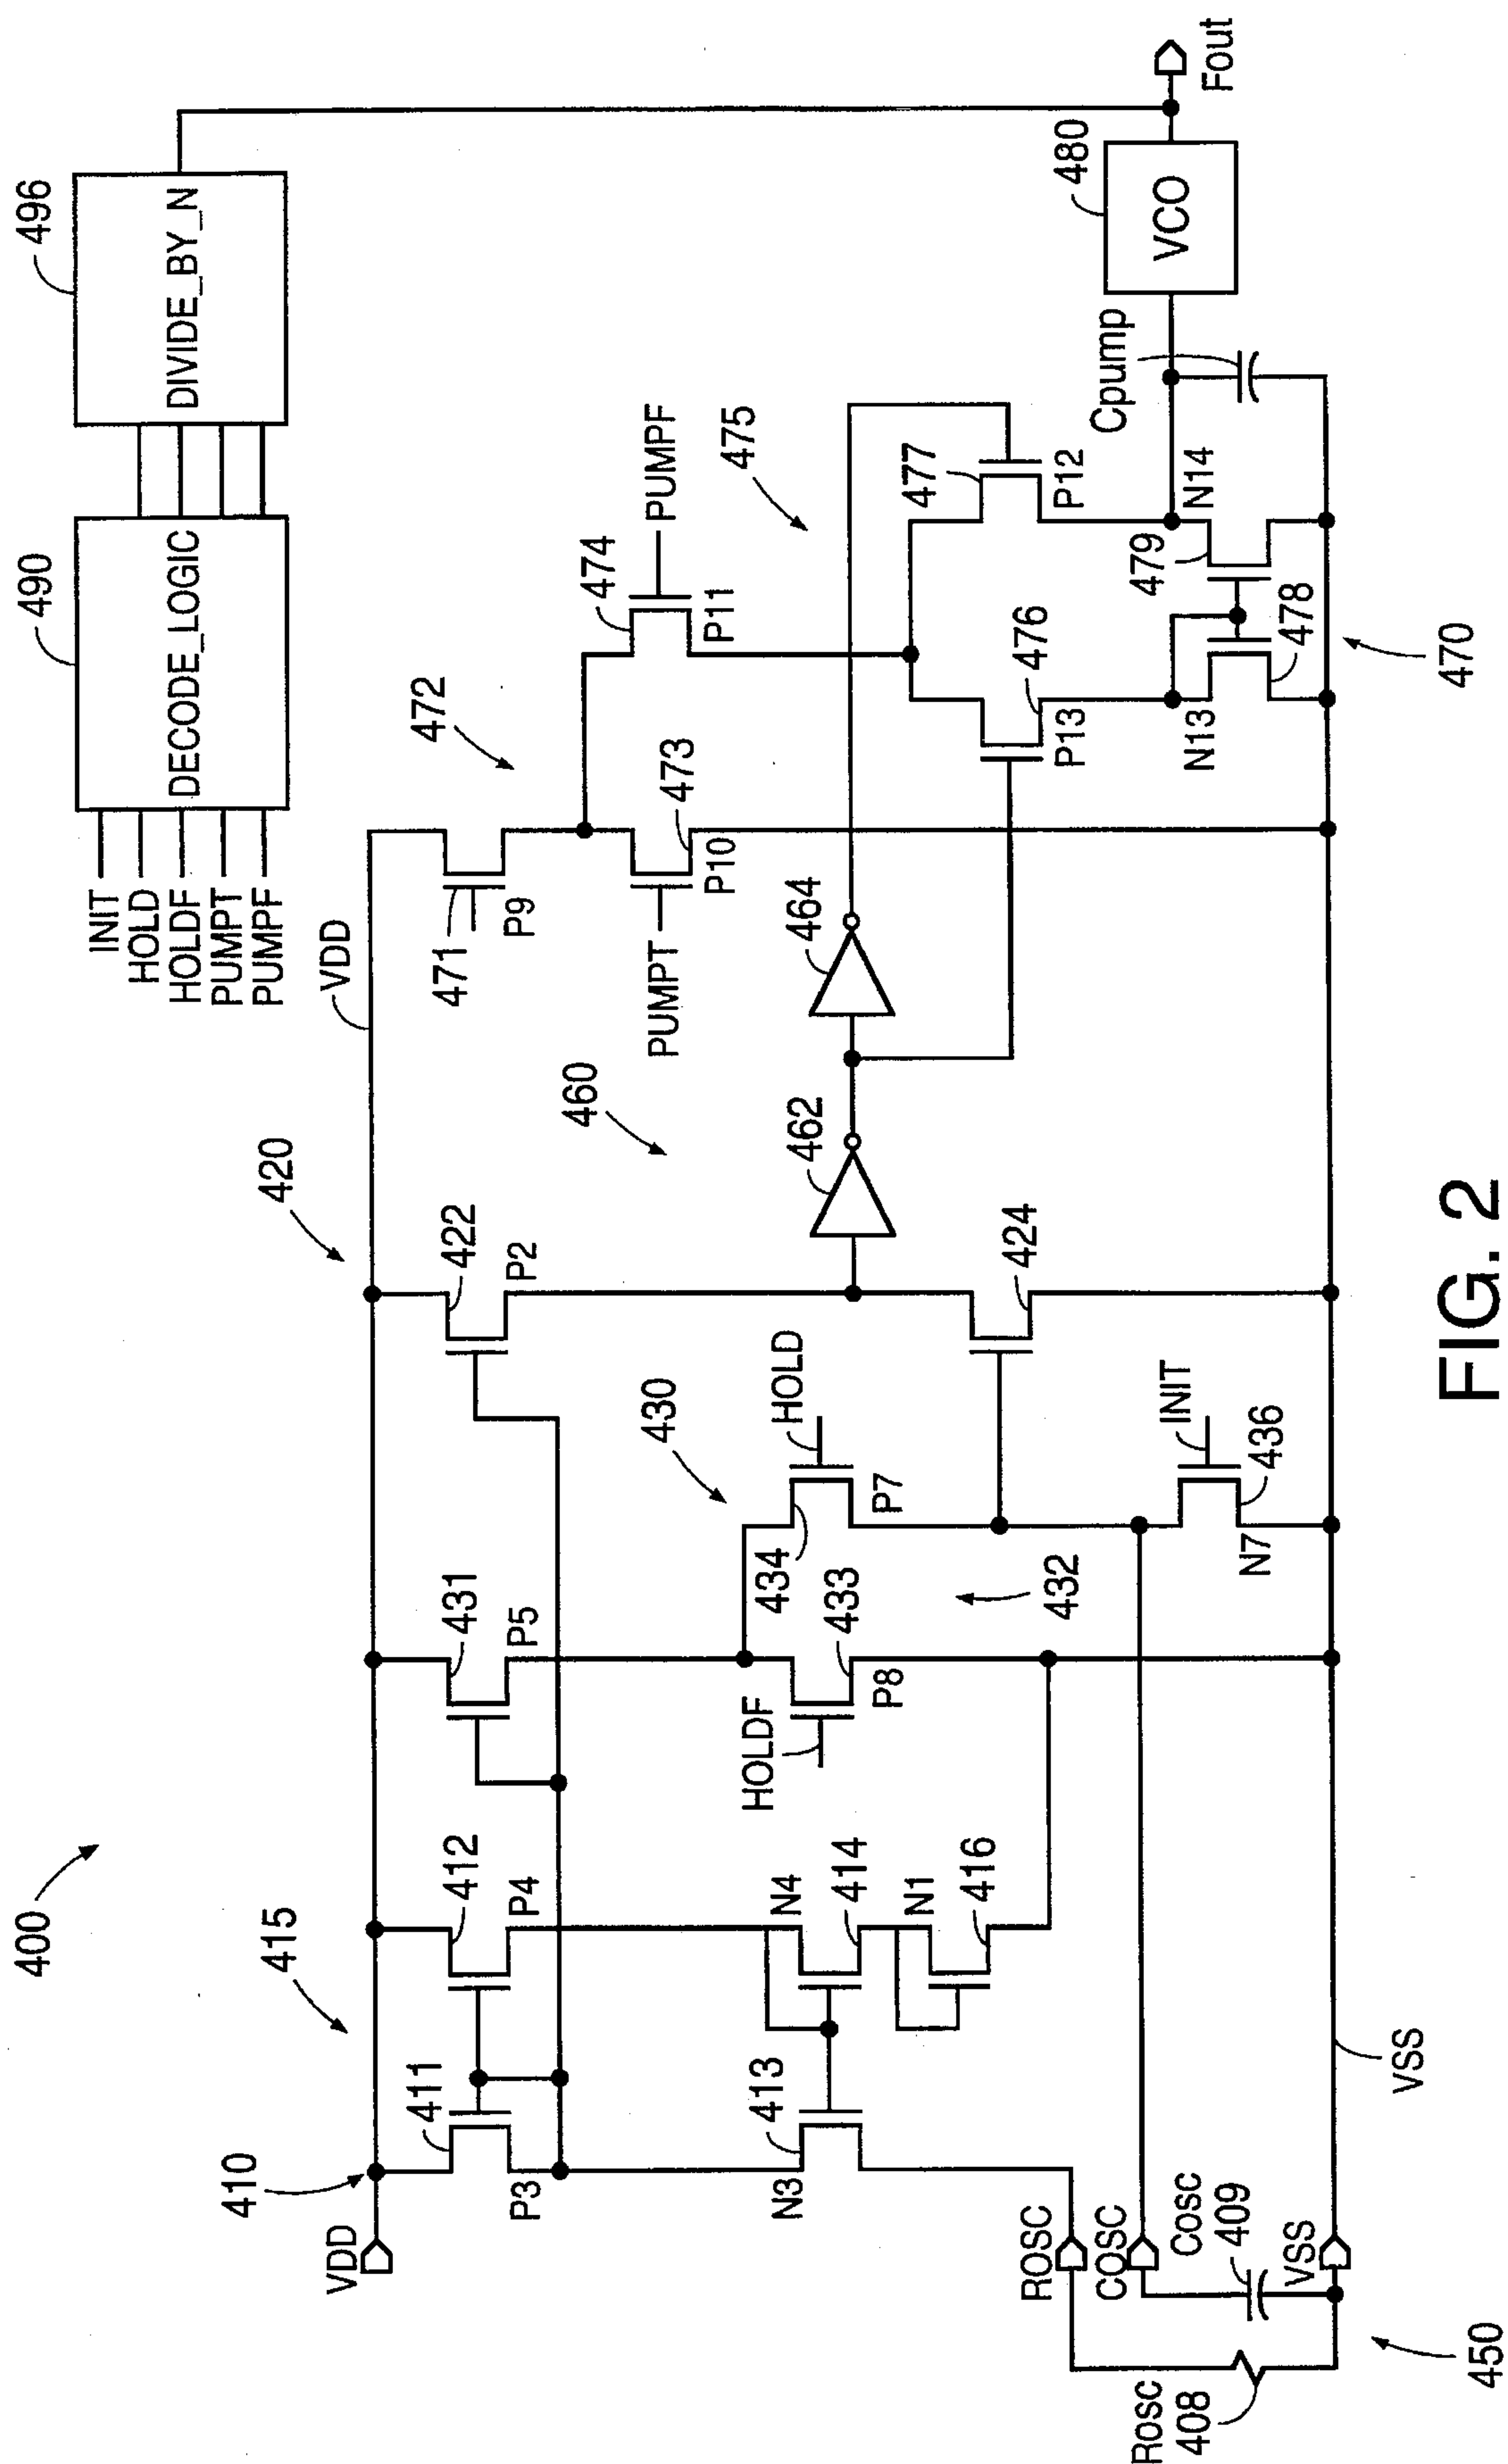 400
INIT
HOLD
HOLDF
PUMPT
PUMPF
490
DECODE_LOGIC
496
DIVIDE_BY_N
410
415
420
VDD
VDD
411
P3
412
P4
431
P5
422
P2
471
P9
472
430
460
PUMPT
473
P10
474
P11
PUMPF
475
N3
413
N4
414
N1
416
HOLDF
433
P8
434
P7
HOLD
432
424
462
464
P13
476
477
P12
Cpump
480
VCO
Fout
INIT
436
N7
N13
478
479
N14
470
ROSC
COSC
COSC
409
VSS
VSS
ROSC
408
450
FIG. 2